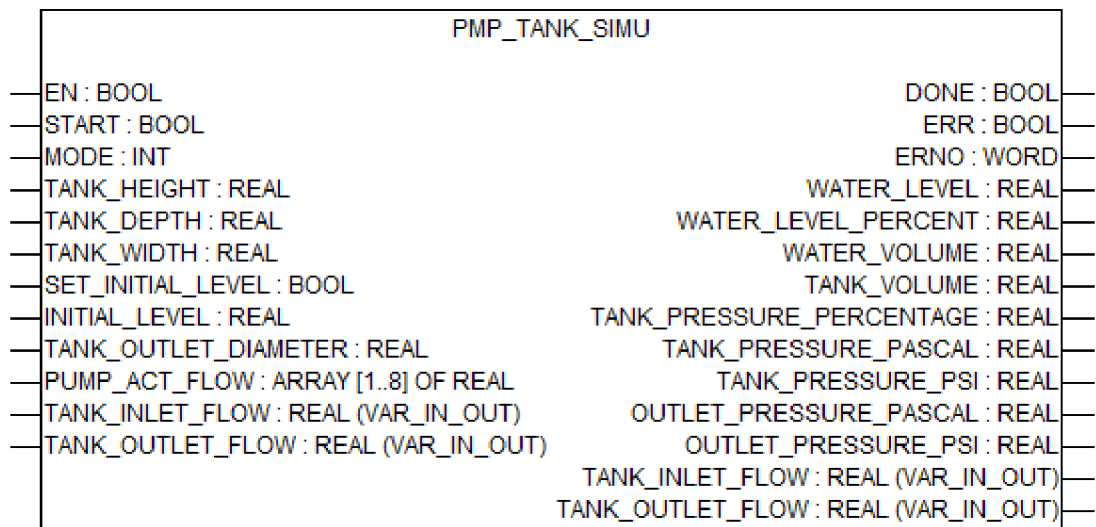 PMP_TANK_SIMU
EN : BOOL
DONE : BOOL
START : BOOL
ERR : BOOL
MODE : INT
ERNO : WORD
TANK_HEIGHT : REAL
WATER_LEVEL : REAL
TANK_DEPTH : REAL
WATER_LEVEL_PERCENT : REAL
TANK_WIDTH : REAL
WATER_VOLUME : REAL
SET_INITIAL_LEVEL : BOOL
TANK_VOLUME : REAL
INITIAL_LEVEL : REAL
TANK_PRESSURE_PERCENTAGE : REAL
TANK_OUTLET_DIAMETER : REAL
TANK_PRESSURE_PASCAL : REAL
PUMP_ACT_FLOW : ARRAY [1..8] OF REAL
TANK_PRESSURE_PSI : REAL
TANK_INLET_FLOW : REAL (VAR_IN_OUT)
OUTLET_PRESSURE_PASCAL : REAL
TANK_OUTLET_FLOW : REAL (VAR_IN_OUT)
OUTLET_PRESSURE_PSI : REAL
TANK_INLET_FLOW : REAL (VAR_IN_OUT)
TANK_OUTLET_FLOW : REAL (VAR_IN_OUT)